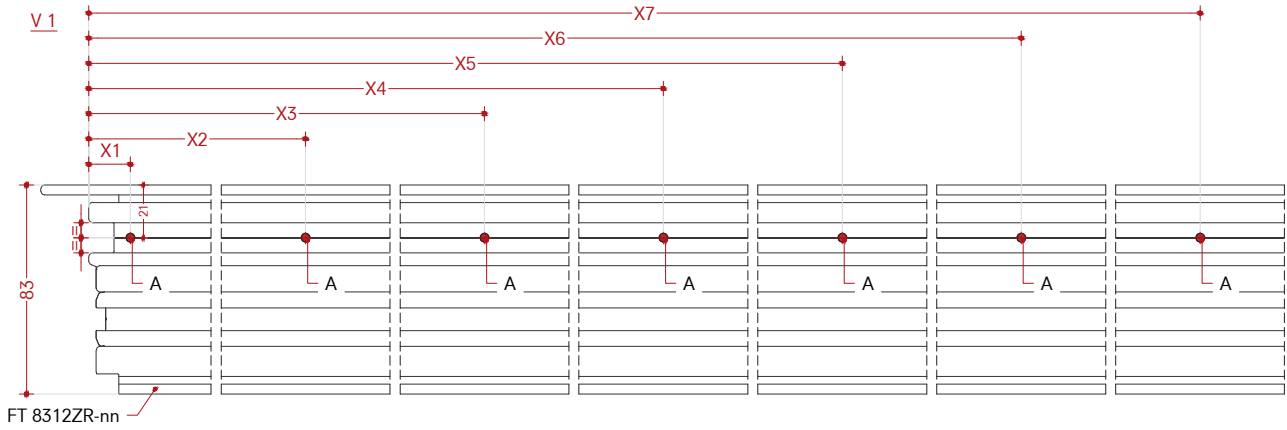 V 1
X7
X6
X5
X4
X3
X2
X1
21
=
=
83
A
A
A
A
A
A
A
FT 8312ZR-nn